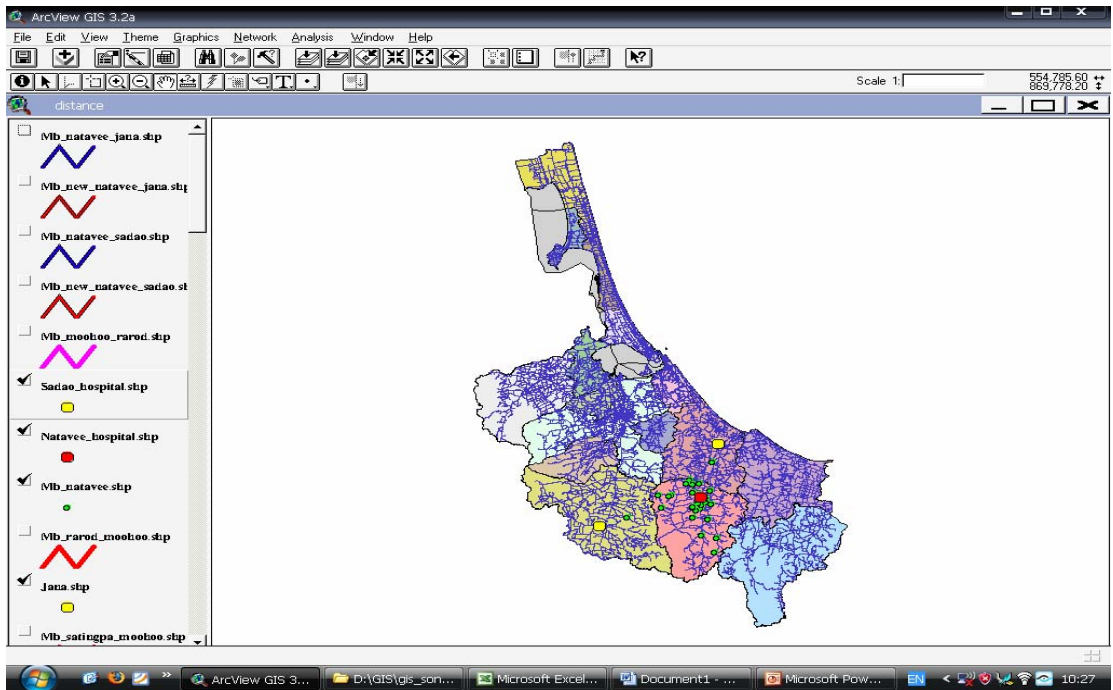 ArcView GIS 3.2a
File Edit View Theme Graphics Network Analysis Window Help
Scale 1:
554,785.60
869,778.20
distance
Mb_natavee_jana.shp
Mb_new_natavee_jana.shp
Mb_natavee_sadao.shp
Mb_new_natavee_sadao.sh
Mb_moohoo_rarod.shp
Sadao_hospital.shp
Natavee_hospital.shp
Mb_natavee.shp
Mb_rarod_moohoo.shp
Jana.shp
Mb_satingpa_moohoo.shp
ArcView GIS 3... D:\GIS\gis_son... Microsoft Excel... Document1 - ... Microsoft Pow... EN 10:27